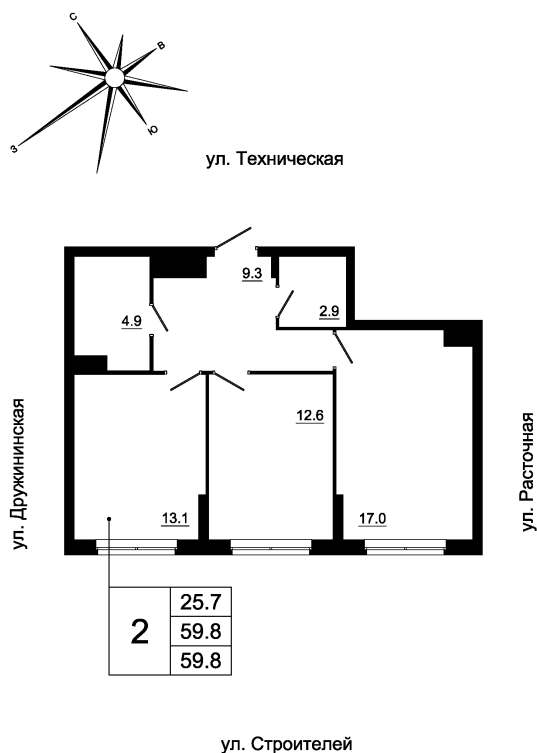 С
В
З
Ю
ул. Техническая
9.3
4.9
2.9
12.6
13.1
17.0
ул. Дружининская
ул. Расточная
2
25.7
59.8
59.8
ул. Строителей